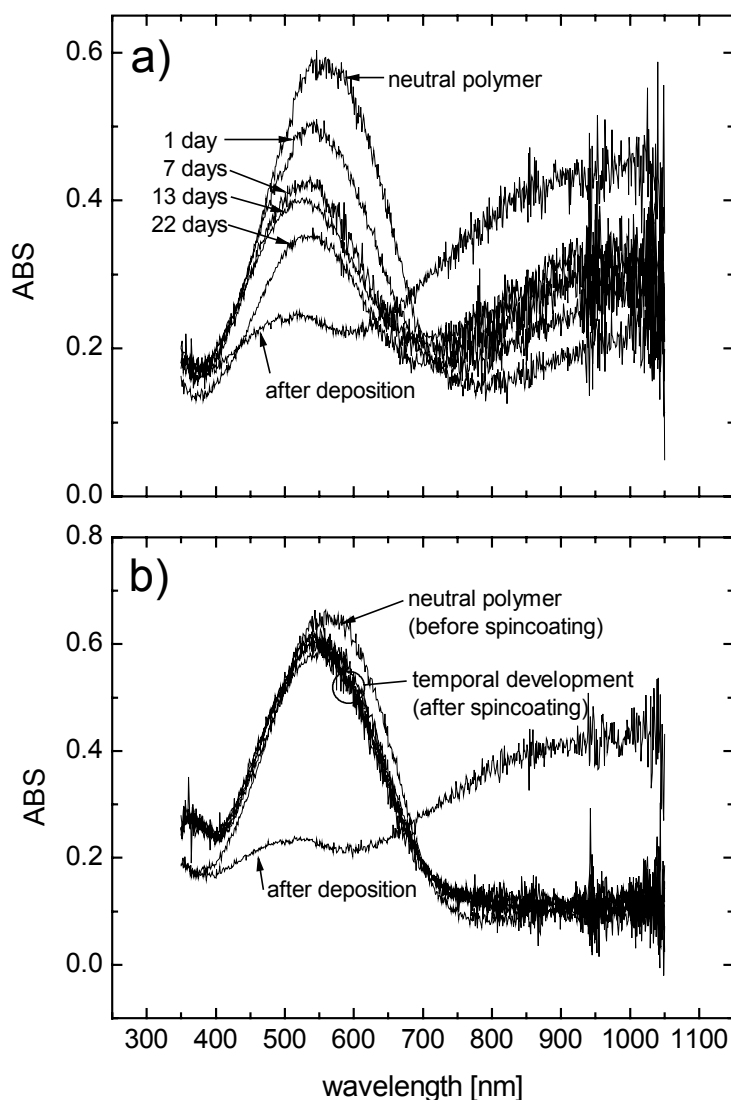 a)
neutral polymer
1 day
7 days
13 days
22 days
after deposition
ABS
0.6
0.4
0.2
0.0
b)
neutral polymer
(before spincoating)
temporal development
(after spincoating)
after deposition
ABS
0.8
0.6
0.4
0.2
0.0
300 400 500 600 700 800 900 1000 1100
wavelength [nm]